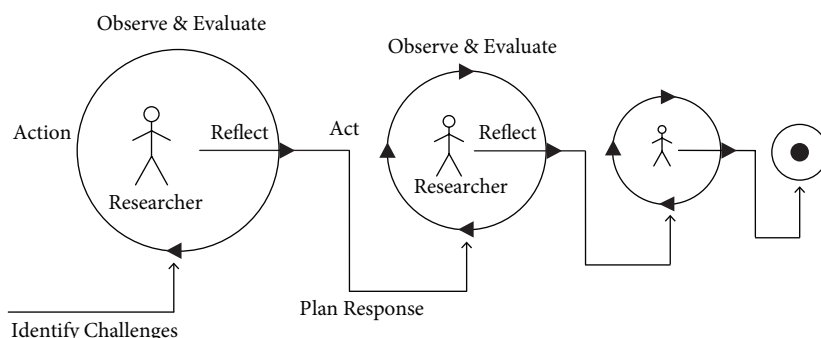 Observe & Evaluate
Action
Reflect
Researcher
Identify Challenges
Observe & Evaluate
Act
Reflect
Researcher
Plan Response